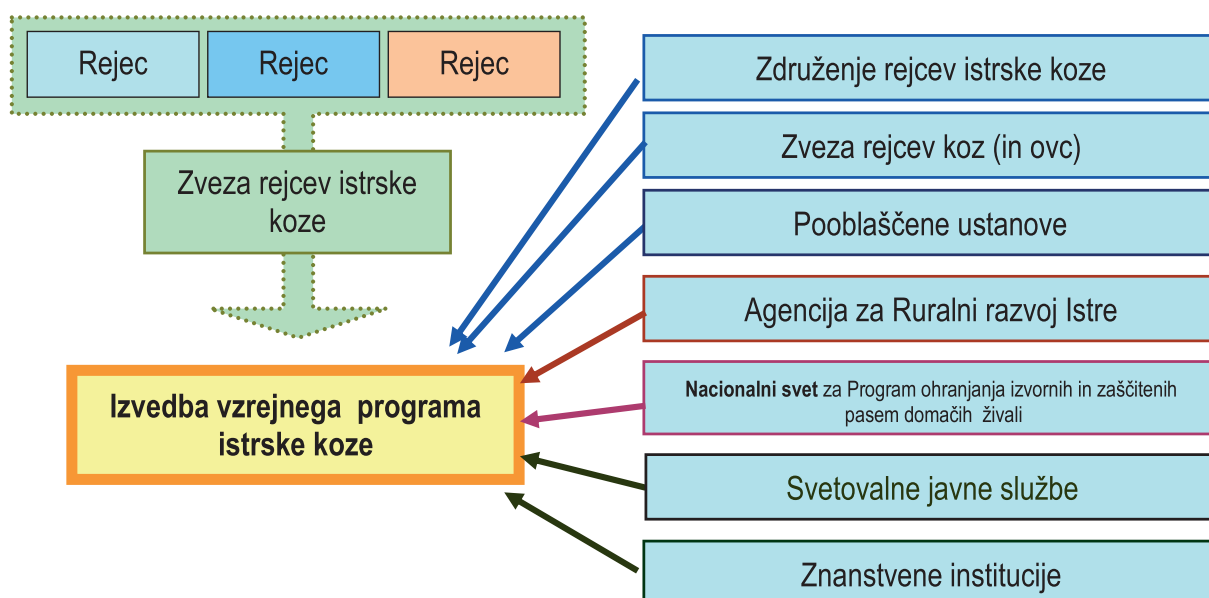 Rejec
Rejec
Rejec
Zveza rejcev istrske
koze
Izvedba vzrejnega programa
istrske koze
Združenje rejcev istrske koze
Zveza rejcev koz (in ovc)
Pooblaščene ustanove
Agencija za Ruralni razvoj Istre
Nacionalni svet za Program ohranjanja izvornih in zaščitenih
pasem domačih živali
Svetovalne javne službe
Znanstvene institucije